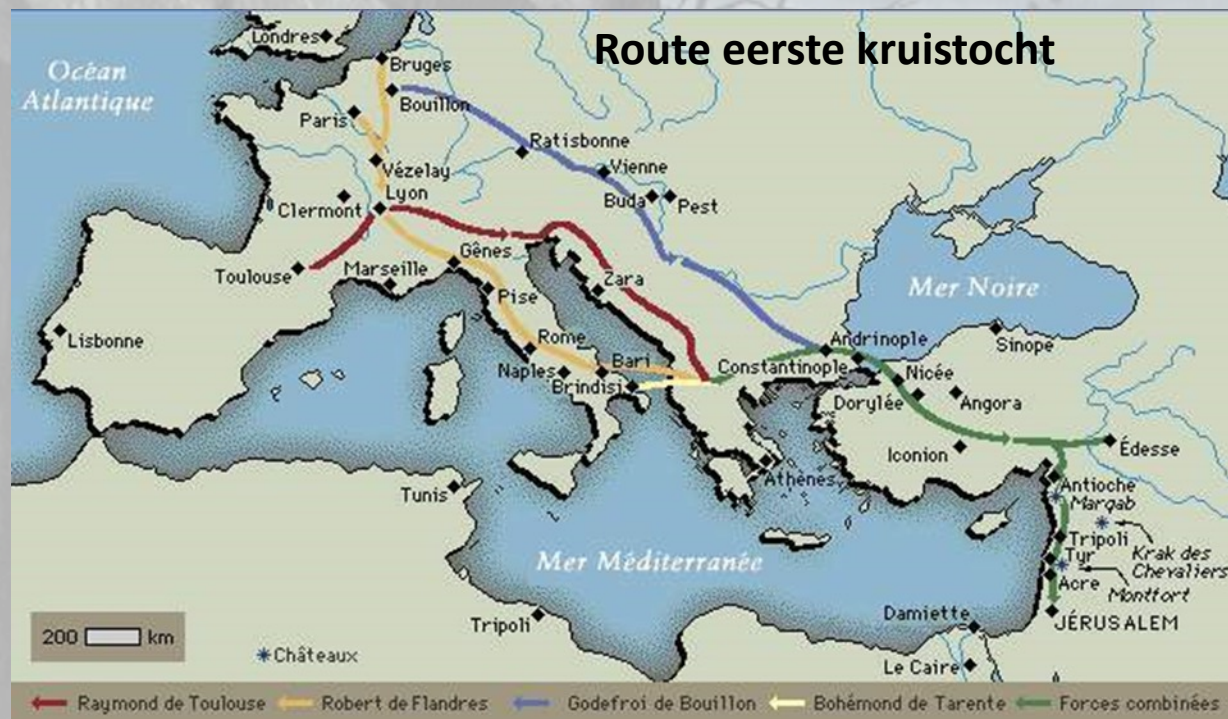 Route eerste kruistocht
Londres
Océan
Atlantique
Bruges
Bouillon
Paris
Ratisbonne
Vézelay
Vienne
Lyon
Clermont
Buda
Pest
Toulouse
Marseille
Gênes
Pise
Zara
Mer Noire
Lisbonne
Rome
Naples
Bari
Brindisi
Andrinople
Constantinople
Sinope
Nicée
Dorylée
Angora
Iconion
Édesse
Athènes
Tunis
Antioche
Margab
Tripoli
Krak des
Chevaliers
Tyr
Montfort
Acre
Mer Méditerranée
JÉRUSALEM
Tripoli
Damiette
Le Caire
200 km
Châteaux
Raymond de Toulouse
Robert de Flandres
Godefroi de Bouillon
Bohémond de Tarente
Forces combinées